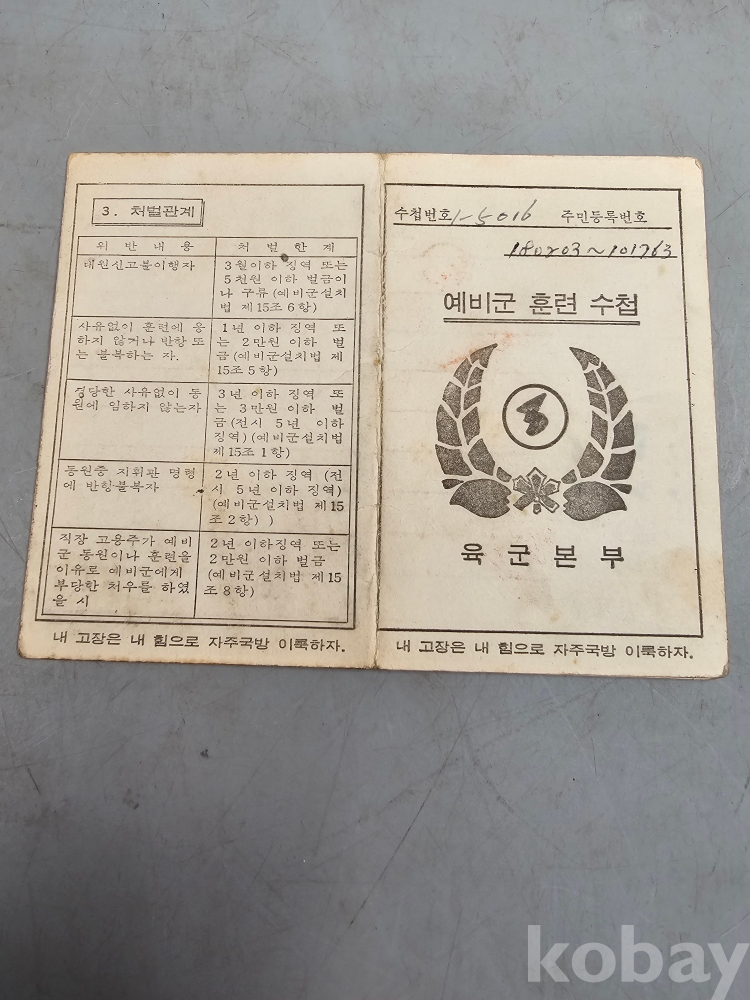 3. 처벌관계
위 반 내 용
처 벌 한 계
대원신고불이행자
3월이하 징역 또는
5천원 이하 벌금이
나 구류(예비군설치
법 제15조 6항)
사유없이 훈련에 응
하지 않거나 반항 또
는 불복하는 자.
1년 이하 징역 또
는 2만원 이하 벌
금(예비군설치법 제
15조 5항)
정당한 사유없이 동
원에 임하지 않는자
3년 이하 징역 또
는 3만원 이하 벌
금(전시 5년 이하
징역)(예비군설치법
제15조 1항)
동원중 지휘관 명령
에 반항불복자
2년 이하 징역 (전
시 5년 이하 징역)
(예비군설치법 제15
조 2항) )
직장 고용주가 예비
군 동원이나 훈련을
이유로 예비군에게
부당한 처우를 하였
을 시
2년 이하징역 또는
2만원 이하 벌금
(예비군설치법 제15
조 8항)
내 고장은 내 힘으로 자주국방 이룩하자.
수첩번호 1-5016 주민등록번호
180203~101763
예비군 훈련 수첩
육군본부
내 고장은 내 힘으로 자주국방 이룩하자.
kobay